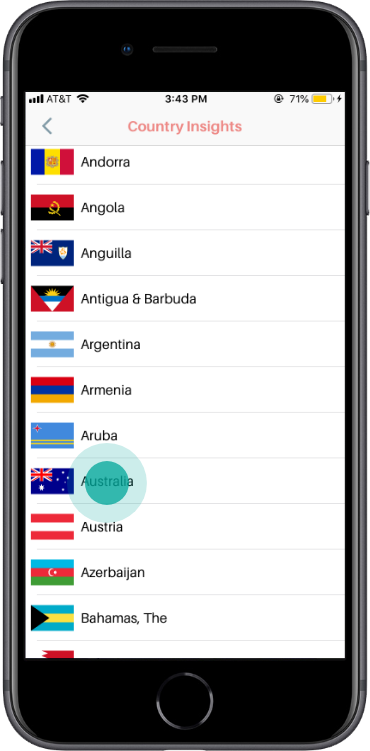 AT&T 3:43 PM 71%
Country Insights
Andorra
Angola
Anguilla
Antigua & Barbuda
Argentina
Armenia
Aruba
Australia
Austria
Azerbaijan
Bahamas, The